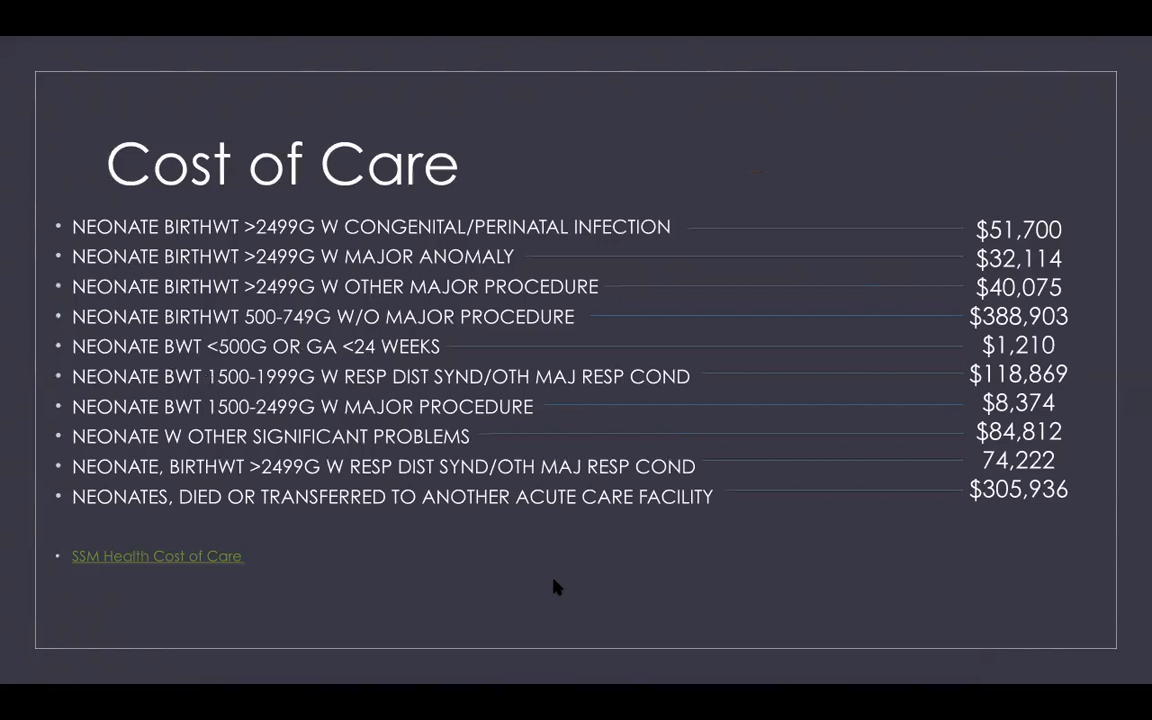 Cost of Care
• NEONATE BIRTHWT >2499G W CONGENITAL/PERINATAL INFECTION $51,700
• NEONATE BIRTHWT >2499G W MAJOR ANOMALY $32,114
• NEONATE BIRTHWT >2499G W OTHER MAJOR PROCEDURE $40,075
• NEONATE BIRTHWT 500-749G W/O MAJOR PROCEDURE $388,903
• NEONATE BWT <500G OR GA <24 WEEKS $1,210
• NEONATE BWT 1500-1999G W RESP DIST SYND/OTH MAJ RESP COND $118,869
• NEONATE BWT 1500-2499G W MAJOR PROCEDURE $8,374
• NEONATE W OTHER SIGNIFICANT PROBLEMS $84,812
• NEONATE, BIRTHWT >2499G W RESP DIST SYND/OTH MAJ RESP COND 74,222
• NEONATES, DIED OR TRANSFERRED TO ANOTHER ACUTE CARE FACILITY $305,936
• SSM Health Cost of Care